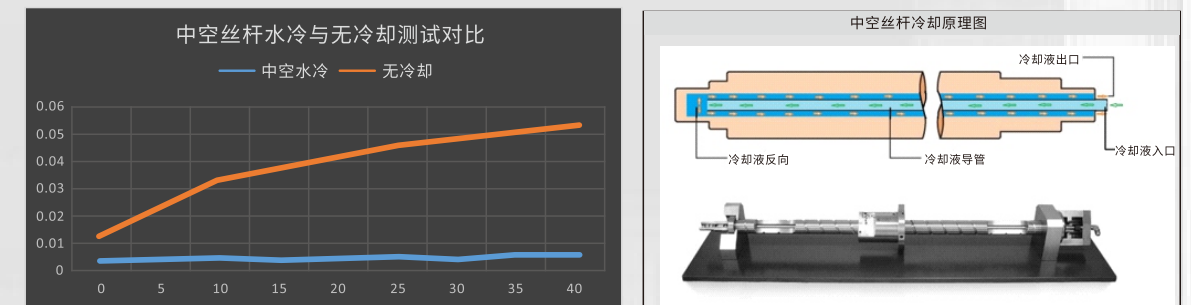 中空丝杆水冷与无冷却测试对比
中空水冷 无冷却
0.06
0.05
0.04
0.03
0.02
0.01
0
0 5 10 15 20 25 30 35 40
中空丝杆冷却原理图
冷却液出口
冷却液反向
冷却液导管
冷却液入口